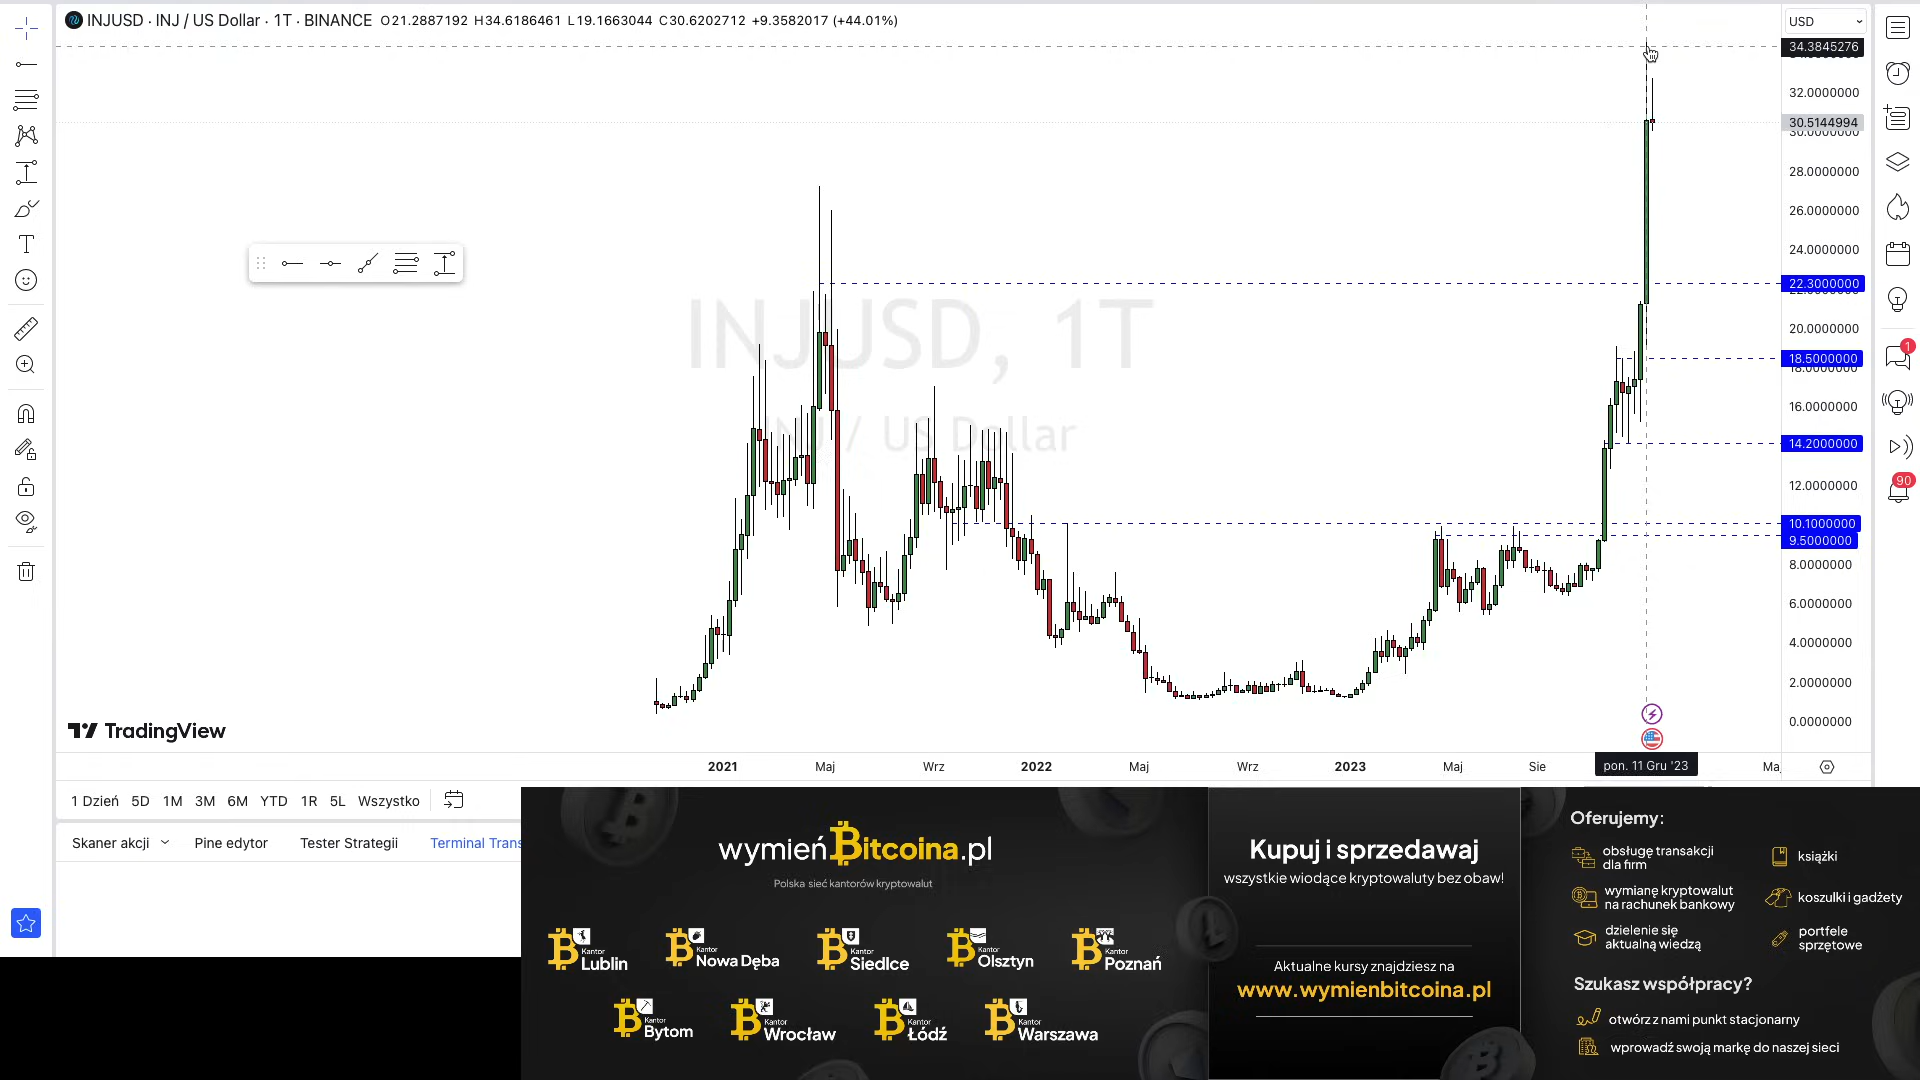 INJUSD · INJ / US Dollar · 1T · BINANCE O21.2887192 H34.6186461 L19.1663044 C30.6202712 +9.3582017 (+44.01%)
USD
34.3845276
32.0000000
30.5144994
30.0000000
28.0000000
26.0000000
24.0000000
22.3000000
20.0000000
18.5000000
18.0000000
16.0000000
14.2000000
12.0000000
10.1000000
9.5000000
8.0000000
6.0000000
4.0000000
2.0000000
0.0000000
1
90
INJUSD, 1T
INJ / US Dollar
TradingView
2021 Maj Wrz 2022 Maj Wrz 2023 Maj Sie pon. 11 Gru '23 Ma
1 Dzień 5D 1M 3M 6M YTD 1R 5L Wszystko
Skaner akcji Pine edytor Tester Strategii Terminal Trans
wymieńBitcoina.pl
Polska sieć kantorów kryptowalut
Kantor Lublin
Kantor Nowa Dęba
Kantor Siedlce
Kantor Olsztyn
Kantor Poznań
Kantor Bytom
Kantor Wrocław
Kantor Łódź
Kantor Warszawa
Kupuj i sprzedawaj
wszystkie wiodące kryptowaluty bez obaw!
Aktualne kursy znajdziesz na
www.wymienbitcoina.pl
Oferujemy:
obsługę transakcji
dla firm
wymianę kryptowalut
na rachunek bankowy
dzielenie się
aktualną wiedzą
książki
koszulki i gadżety
portfele
sprzętowe
Szukasz współpracy?
otwórz z nami punkt stacjonarny
wprowadź swoją markę do naszej sieci